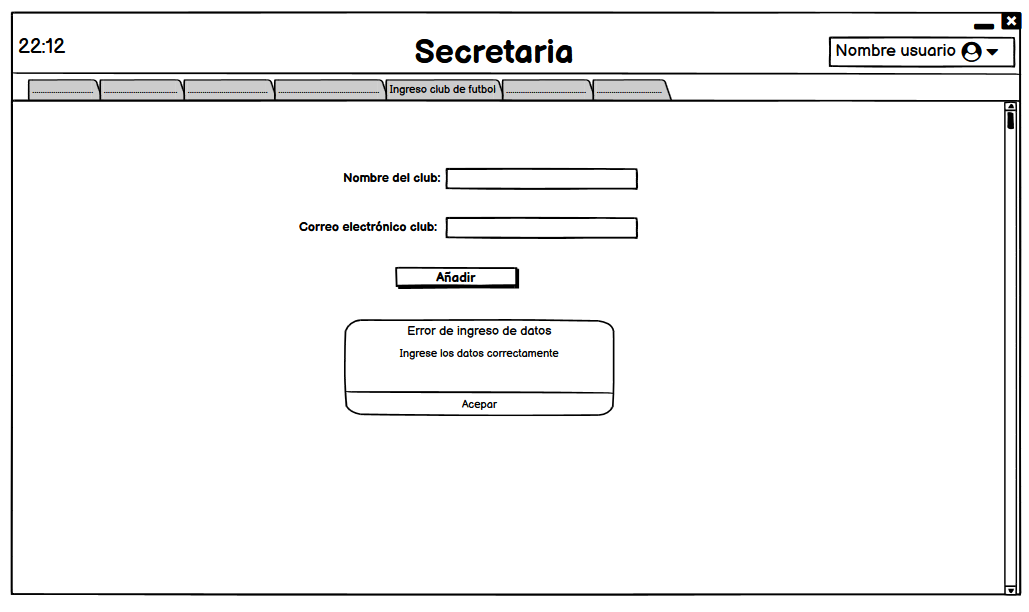 22:12
Secretaria
Nombre usuario
Ingreso club de futbol
Nombre del club:
Correo electrónico club:
Añadir
Error de ingreso de datos
Ingrese los datos correctamente
Acepar